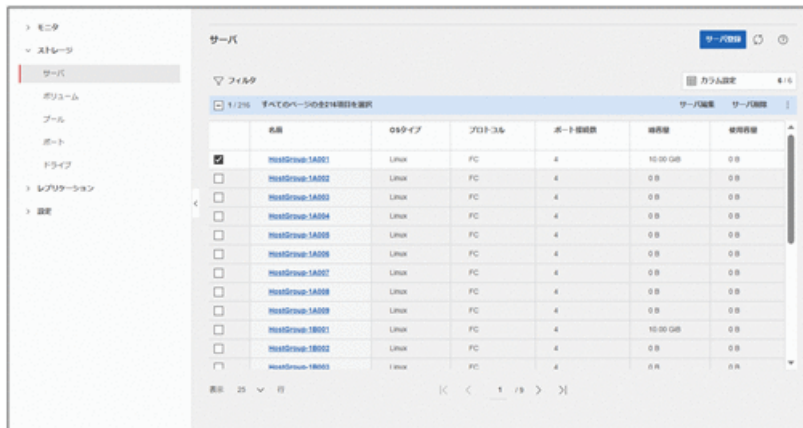 モニタ
ストレージ
サーバ
ボリューム
プール
ポート
ドライブ
レプリケーション
設定
サーバ
サーバ登録
フィルタ
カラム設定 6 / 6
1 / 216 すべてのページの全216項目を選択 サーバ編集 サーバ削除
名前 OSタイプ プロトコル ポート接続数 総容量 使用容量
HostGroup-1A001 Linux FC 4 10.00 GiB 0 B
HostGroup-1A002 Linux FC 4 0 B 0 B
HostGroup-1A003 Linux FC 4 0 B 0 B
HostGroup-1A004 Linux FC 4 0 B 0 B
HostGroup-1A005 Linux FC 4 0 B 0 B
HostGroup-1A006 Linux FC 4 0 B 0 B
HostGroup-1A007 Linux FC 4 0 B 0 B
HostGroup-1A008 Linux FC 4 0 B 0 B
HostGroup-1A009 Linux FC 4 0 B 0 B
HostGroup-1B001 Linux FC 4 10.00 GiB 0 B
HostGroup-1B002 Linux FC 4 0 B 0 B
HostGroup-1B003 Linux FC 4 0 B 0 B
表示 25 行 1 / 9